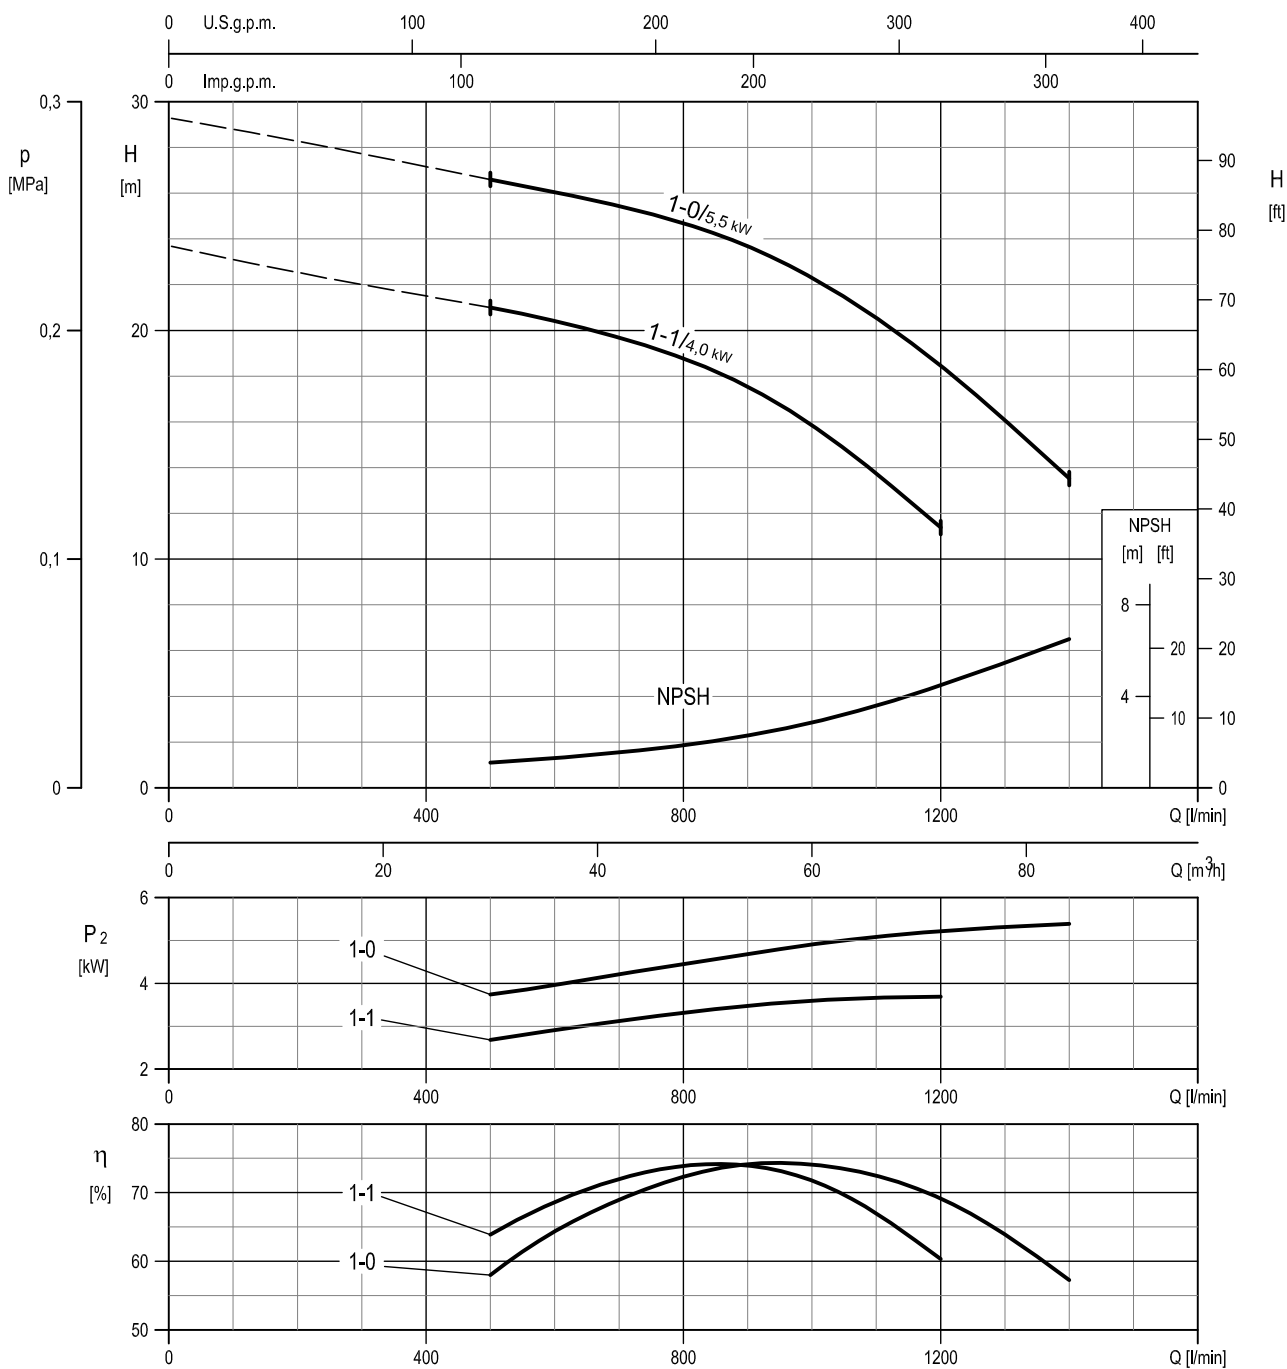 0 U.S.g.p.m. 100 200 300 400
0 Imp.g.p.m. 100 200 300
0,3 30
p H 90 H
[MPa] [m] [ft]
1-0/5,5 kW
80
70
0,2 20
1-1/4,0 kW
60
50
40
NPSH
[m] [ft]
0,1 10
30
8
20 20
NPSH 4
10 10
0 0 0
0 400 800 1200 Q [l/min]
0 20 40 60 80 Q [m³/h]
6
P2
[kW]
1-0
4
1-1
2
0 400 800 1200 Q [l/min]
80
η
[%]
70
1-1
60
1-0
50
0 400 800 1200 Q [l/min]